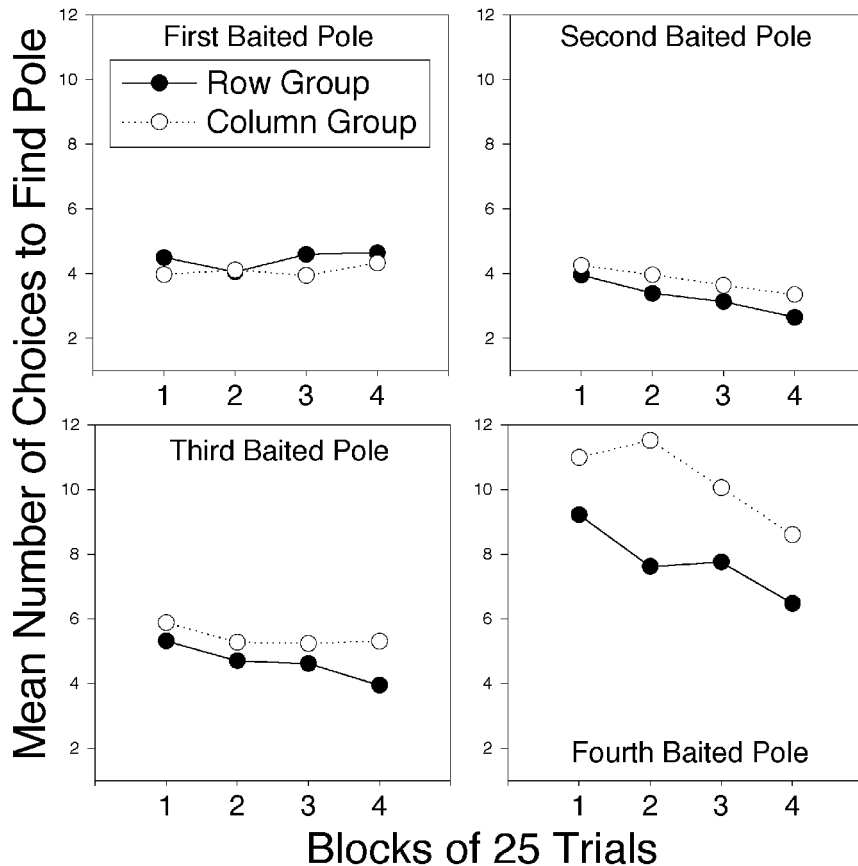 Mean Number of Choices to Find Pole
12
10
8
6
4
2
First Baited Pole
Row Group
Column Group
1 2 3 4
12
10
8
6
4
2
Second Baited Pole
1 2 3 4
12
10
8
6
4
2
Third Baited Pole
1 2 3 4
12
10
8
6
4
2
Fourth Baited Pole
1 2 3 4
Blocks of 25 Trials